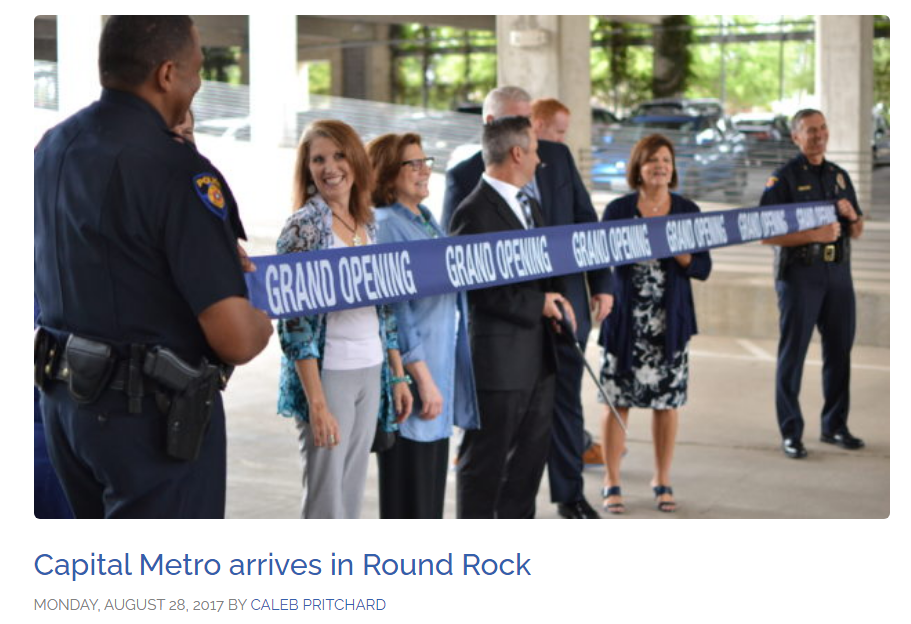 GRAND OPENING GRAND OPENING GRAND OPENING GRAND OPENING GRAND OPENING GRAND OPENING
Capital Metro arrives in Round Rock
MONDAY, AUGUST 28, 2017 BY CALEB PRITCHARD